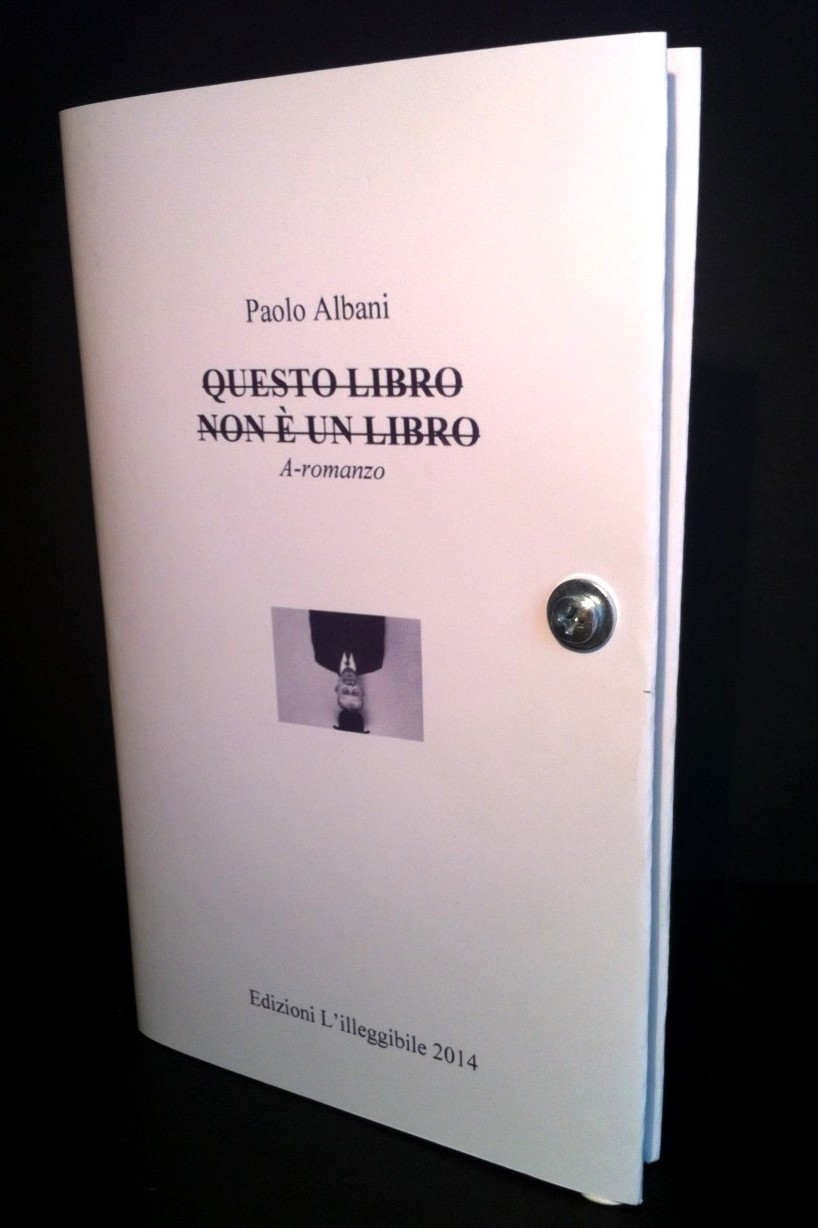 Paolo Albani
QUESTO LIBRO
NON È UN LIBRO
A-romanzo
Edizioni L'illeggibile 2014